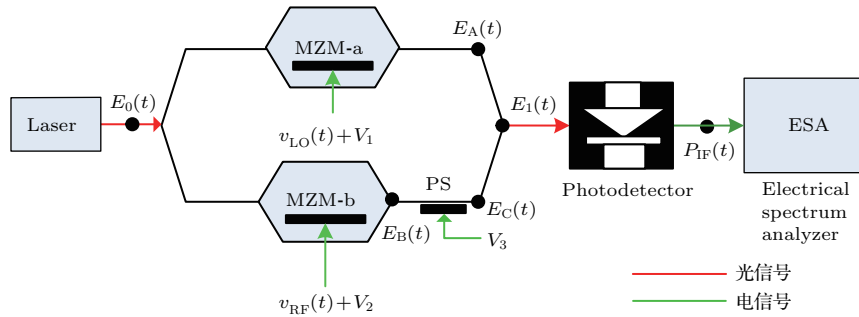 MZM-a
E_A(t)
E_0(t)
Laser
v_LO(t)+V_1
E_1(t)
ESA
P_IF(t)
Photodetector
Electrical
spectrum
analyzer
MZM-b
PS
E_B(t)
E_C(t)
V_3
v_RF(t)+V_2
光信号
电信号